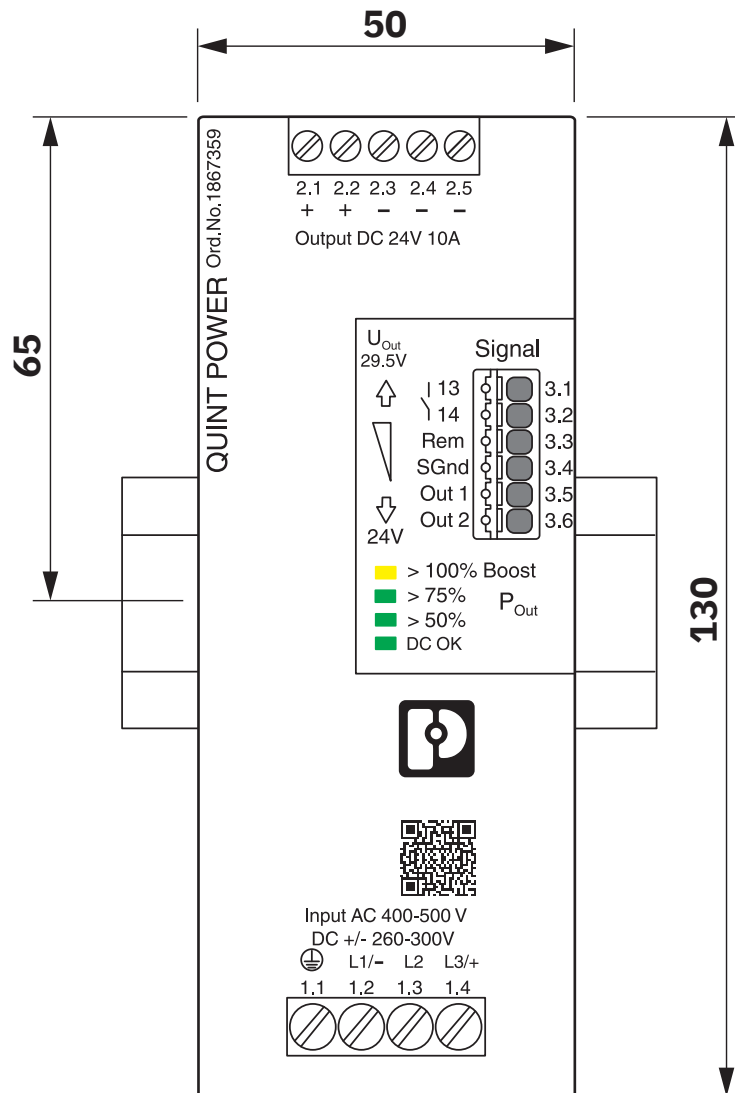 50
65
130
QUINT POWER Ord.No.1867359
2.1 2.2 2.3 2.4 2.5
+ + – – –
Output DC 24V 10A
UOut
29.5V
Signal
13 3.1
14 3.2
Rem 3.3
SGnd 3.4
Out 1 3.5
Out 2 3.6
24V
> 100% Boost
> 75%
> 50%
POut
DC OK
Input AC 400-500 V
DC +/- 260-300V
L1/– L2 L3/+
1.1 1.2 1.3 1.4